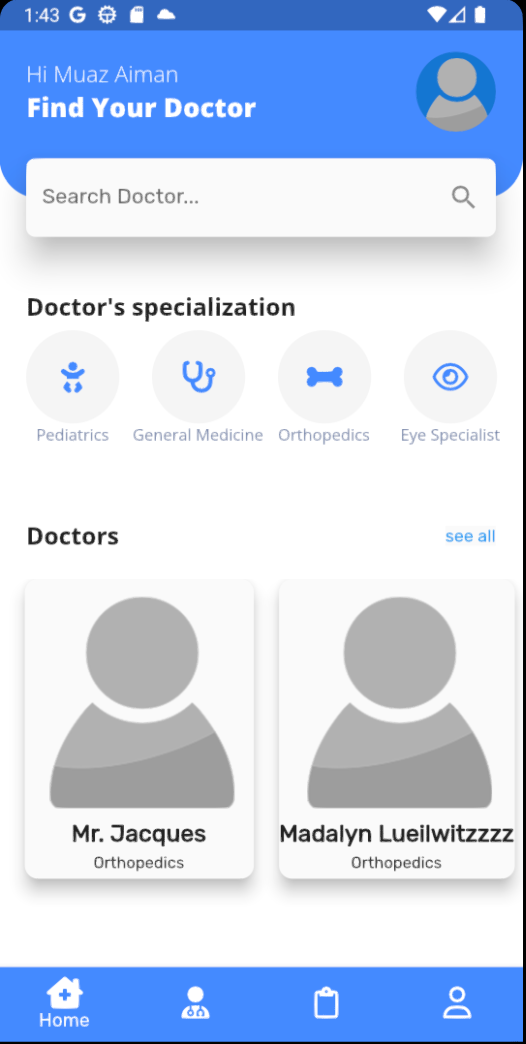 1:43
Hi Muaz Aiman
Find Your Doctor
Search Doctor...
Doctor's specialization
Pediatrics General Medicine Orthopedics Eye Specialist
Doctors see all
Mr. Jacques Madalyn Lueilwitzzzz
Orthopedics Orthopedics
Home